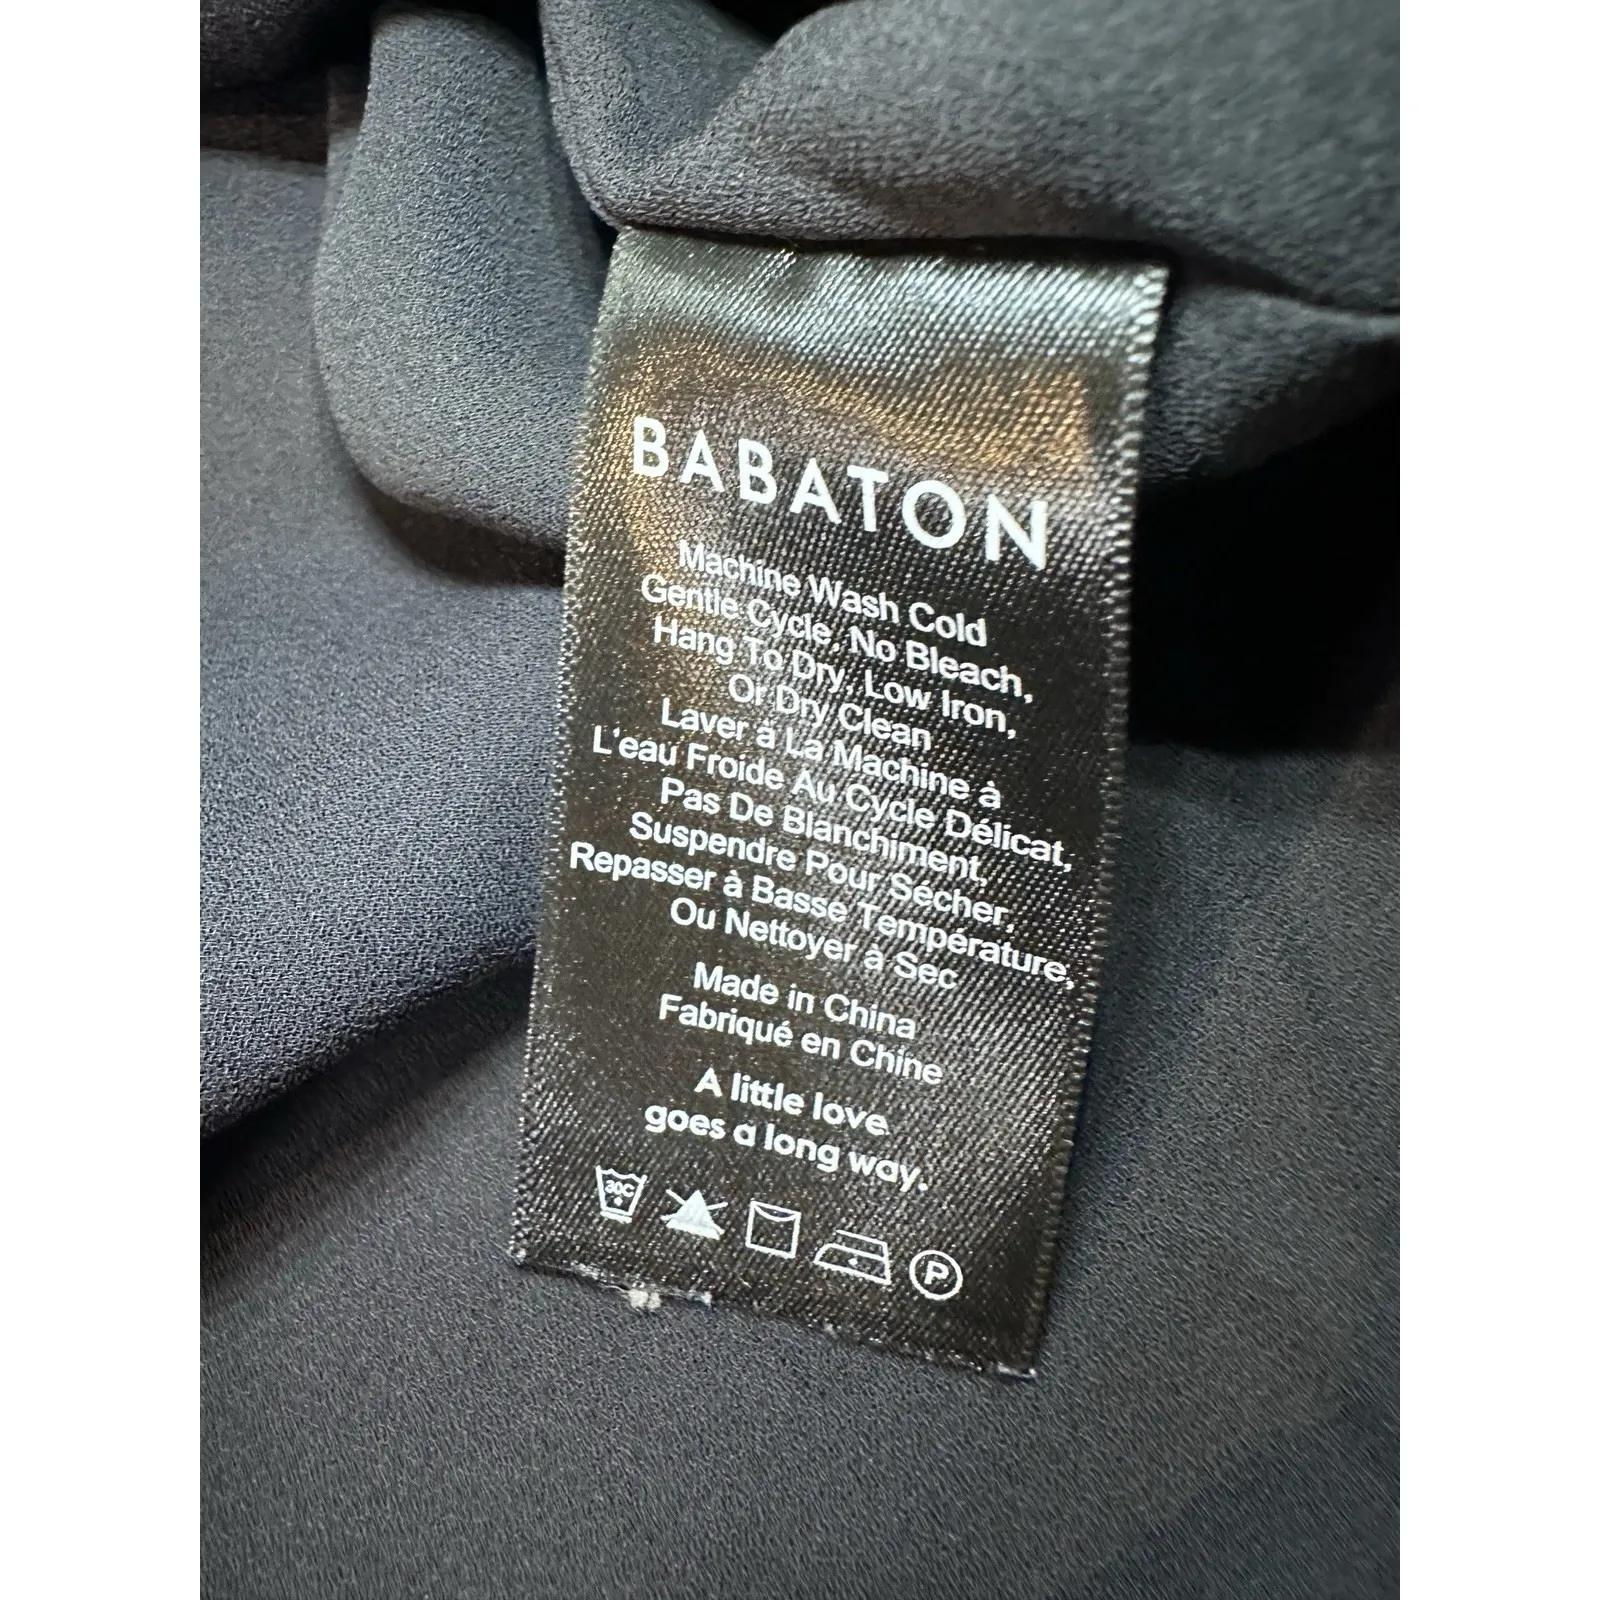 BABATON
Machine Wash Cold
Gentle Cycle, No Bleach,
Hang To Dry, Low Iron,
Or Dry Clean
Laver à La Machine à
L'eau Froide Au Cycle Délicat,
Pas De Blanchiment,
Suspendre Pour Sécher,
Repasser à Basse Température,
Ou Nettoyer à Sec
Made in China
Fabriqué en Chine
A little love
goes a long way.
30C
P